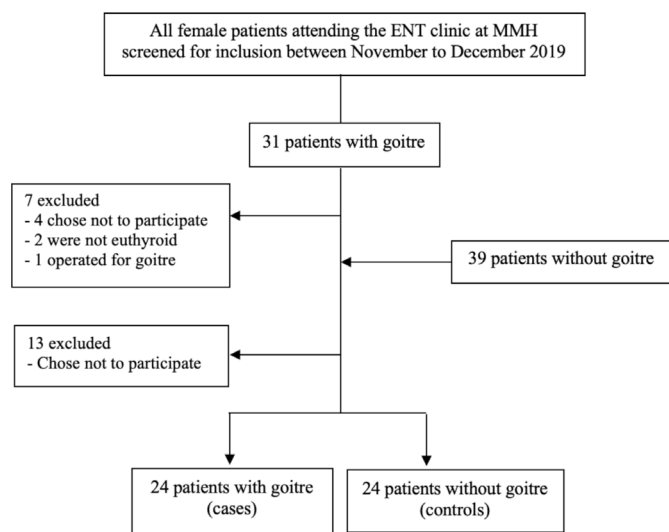 All female patients attending the ENT clinic at MMH
screened for inclusion between November to December 2019
31 patients with goitre
7 excluded
- 4 chose not to participate
- 2 were not euthyroid
- 1 operated for goitre
39 patients without goitre
13 excluded
- Chose not to participate
24 patients with goitre
(cases)
24 patients without goitre
(controls)